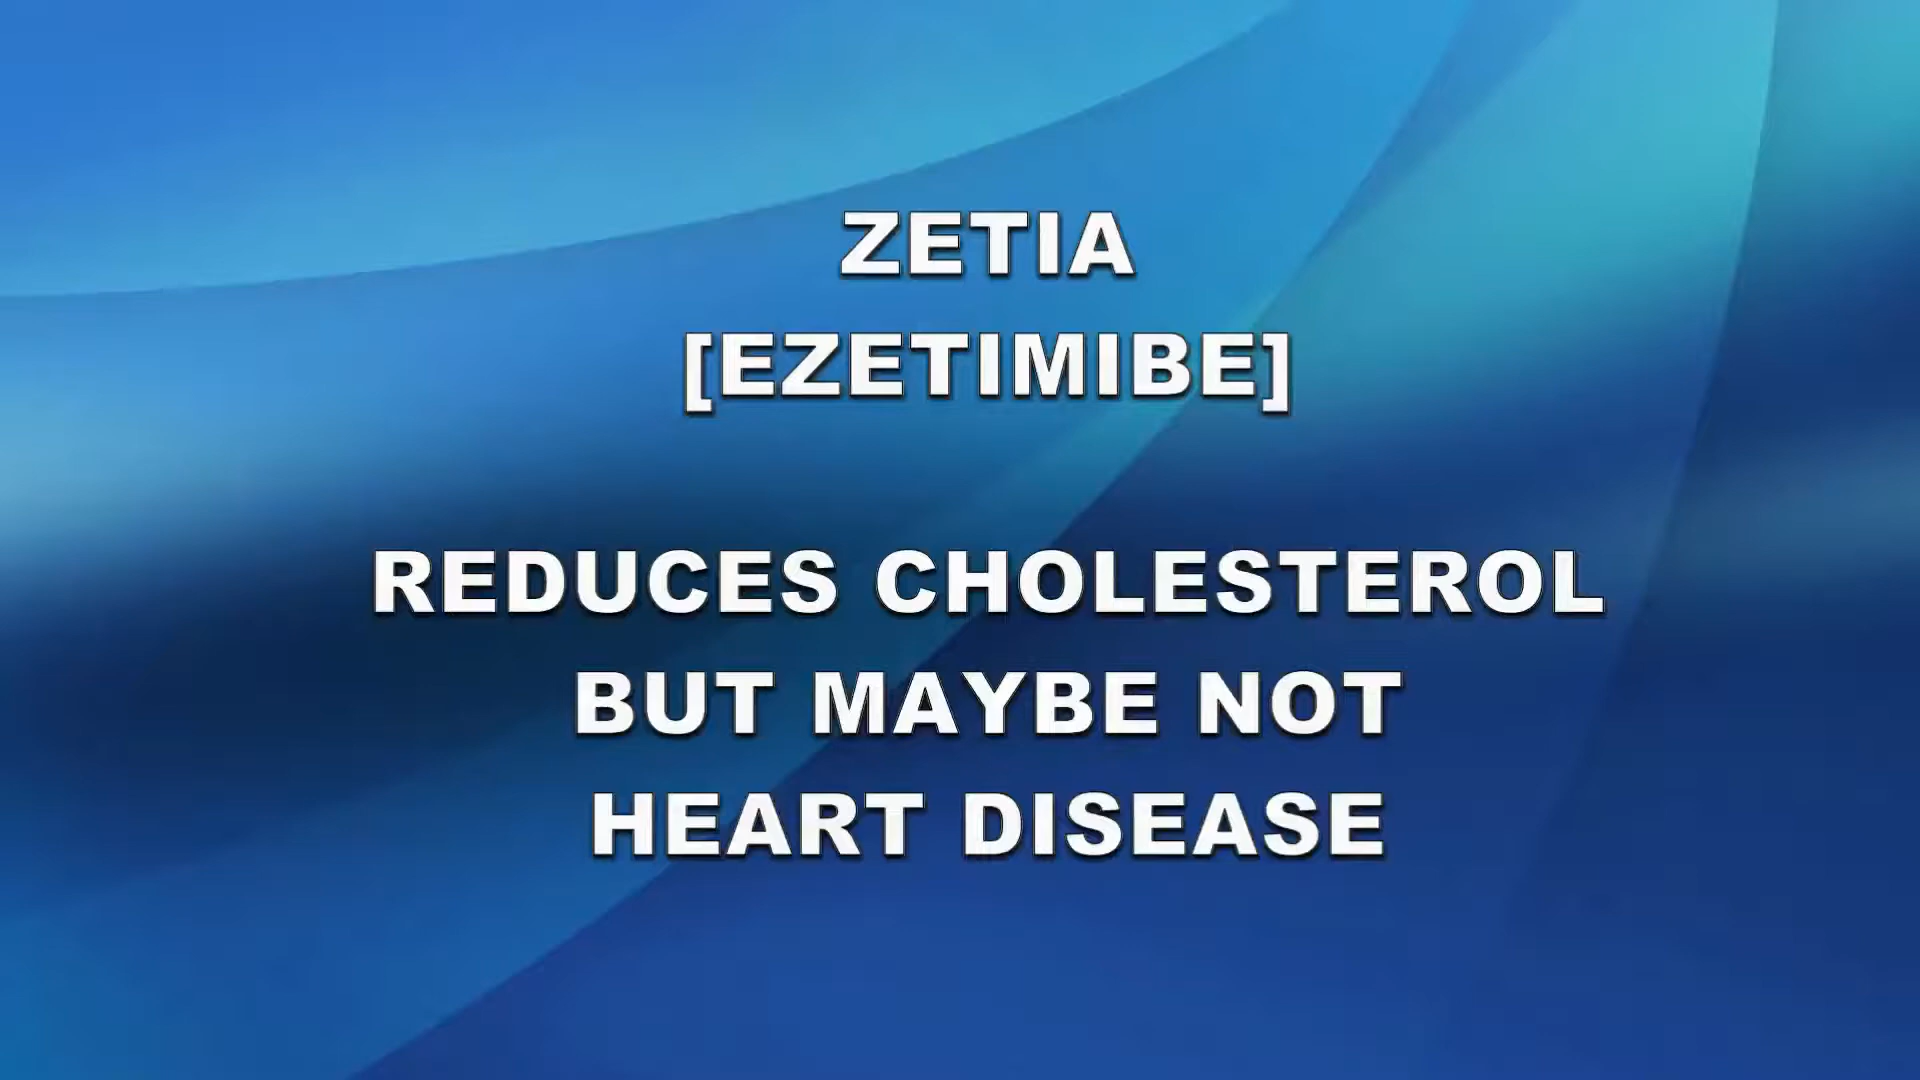 ZETIA
[EZETIMIBE]
REDUCES CHOLESTEROL
BUT MAYBE NOT
HEART DISEASE